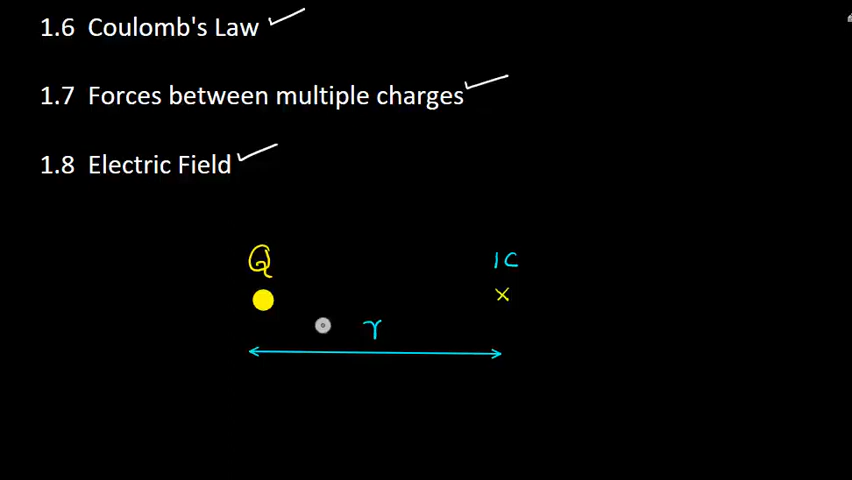 1.6 Coulomb's Law
1.7 Forces between multiple charges
1.8 Electric Field
Q 1C
x
r